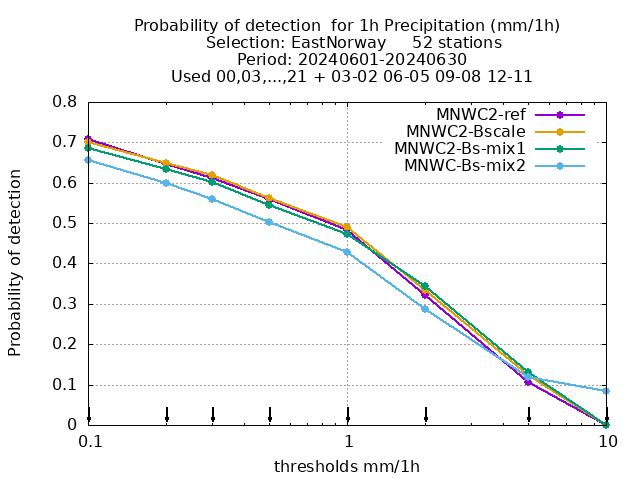 Probability of detection  for 1h Precipitation (mm/1h)
Selection: EastNorway     52 stations
Period: 20240601-20240630
Used 00,03,...,21 + 03-02 06-05 09-08 12-11
MNWC2-ref
MNWC2-Bscale
MNWC2-Bs-mix1
MNWC-Bs-mix2
Probability of detection
0.8
0.7
0.6
0.5
0.4
0.3
0.2
0.1
0
0.1
1
10
thresholds mm/1h